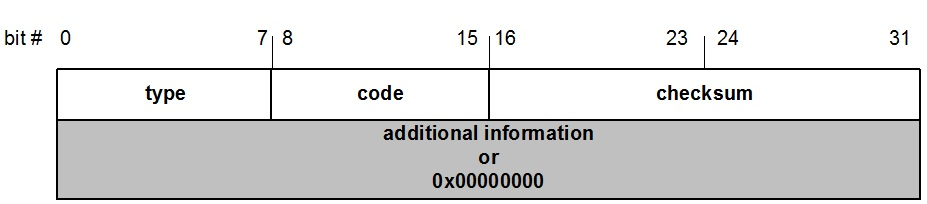 bit # 0 7 8 15 16 23 24 31
type code checksum
additional information
or
0x00000000